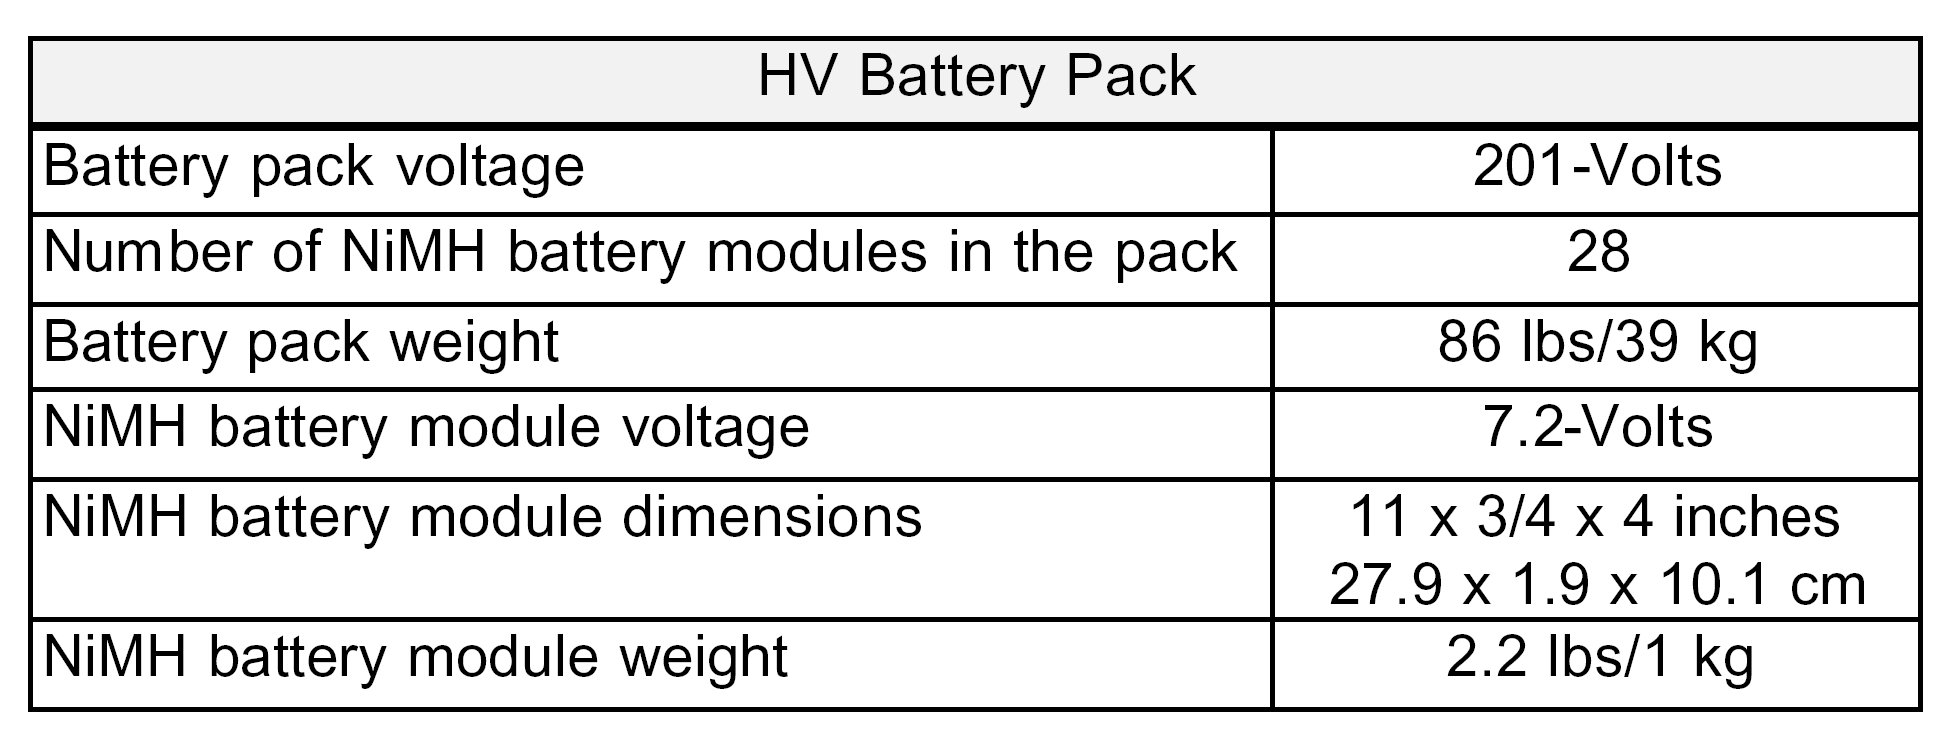 HV Battery Pack
Battery pack voltage 201-Volts
Number of NiMH battery modules in the pack 28
Battery pack weight 86 lbs/39 kg
NiMH battery module voltage 7.2-Volts
NiMH battery module dimensions 11 x 3/4 x 4 inches
27.9 x 1.9 x 10.1 cm
NiMH battery module weight 2.2 lbs/1 kg